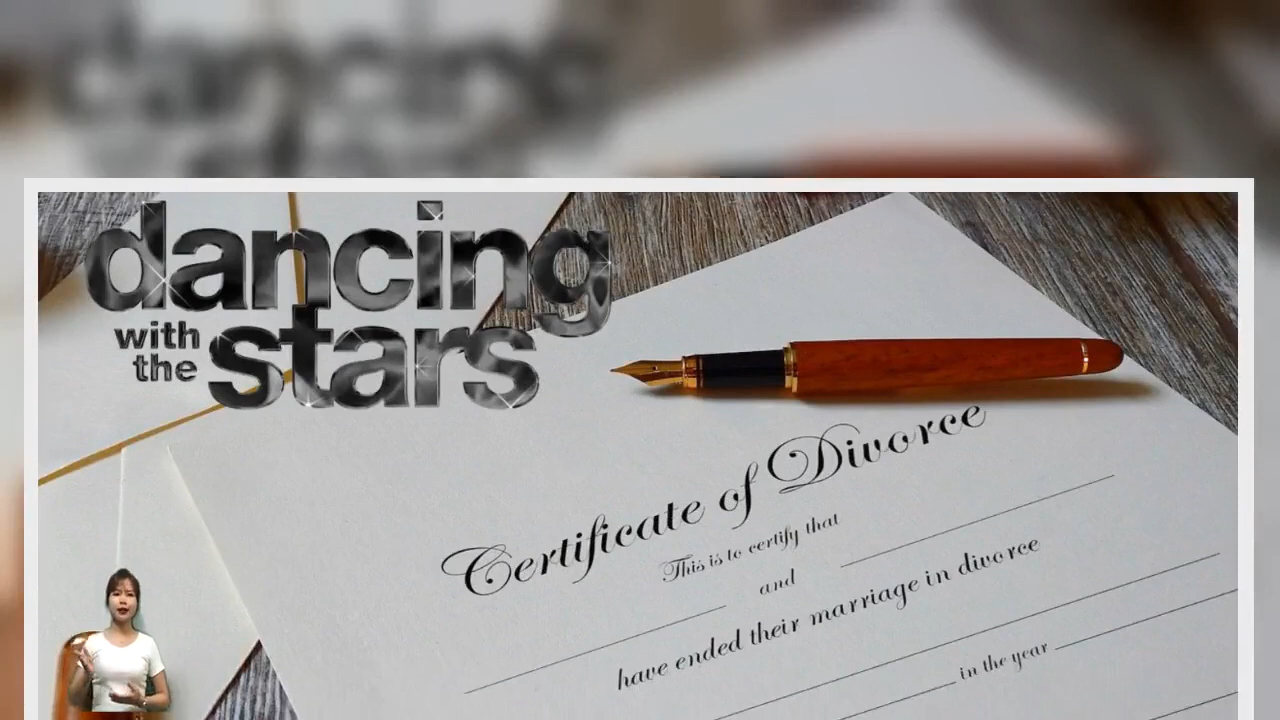 dancing
with
the
stars
Certificate of Divorce
This is to certify that
and
have ended their marriage in divorce
in the year